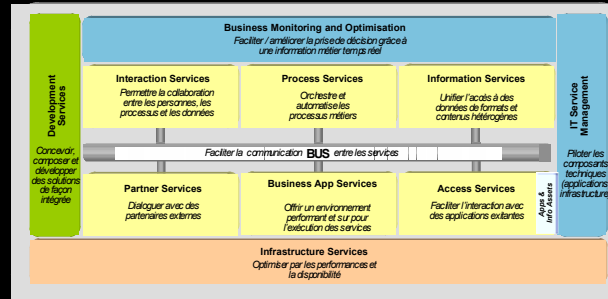 Business Monitoring and Optimisation
Faciliter / améliorer la prise de décision grâce à
une information métier temps réel
Development
Services
Concevoir,
composer et
développer
des solutions
de façon
intégrée
Interaction Services
Permettre la collaboration
entre les personnes, les
processus et les données
Process Services
Orchestre et
automatise les
processus métiers
Information Services
Unifier l'accès à des
données de formats et
contenus hétérogènes
IT Service
Management
Piloter les
composants
techniques
(applications
infrastructure)
Faciliter la communication BUS entre les services
Partner Services
Dialoguer avec des
partenaires externes
Business App Services
Offrir un environnement
performant et sur pour
l'exécution des services
Access Services
Faciliter l'interaction avec
des applications exitantes
Apps &
Info Assets
Infrastructure Services
Optimiser par les performances et
la disponibilité